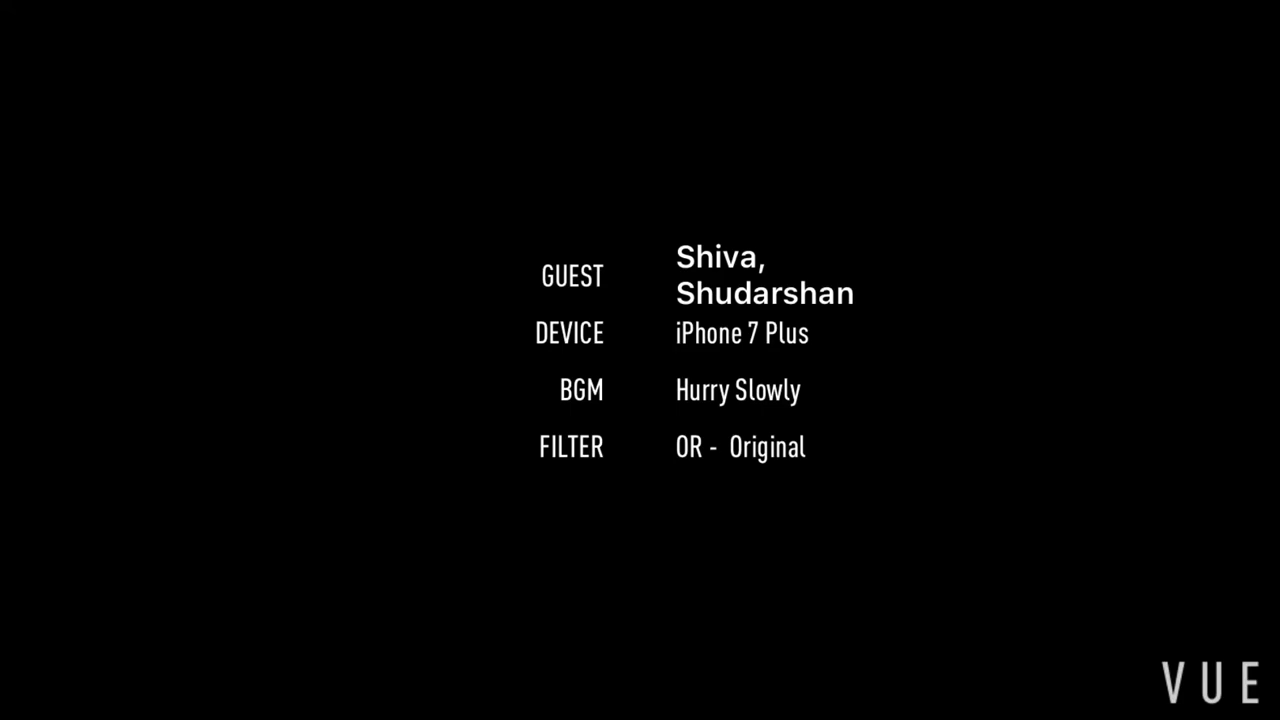 GUEST Shiva,
Shudarshan
DEVICE iPhone 7 Plus
BGM Hurry Slowly
FILTER OR - Original
VUE